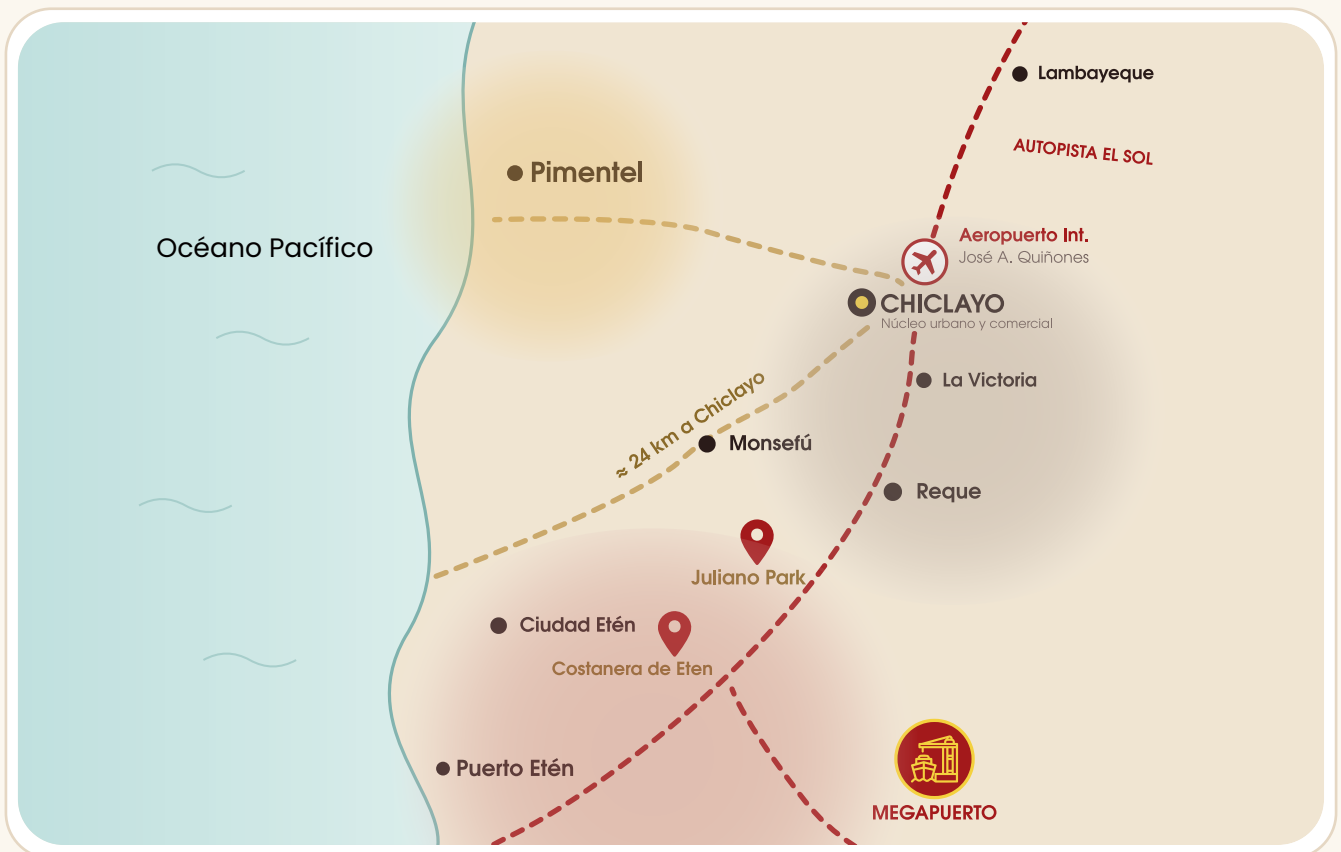 Lambayeque
AUTOPISTA EL SOL
Pimentel
Océano Pacífico
Aeropuerto Int.
José A. Quiñones
CHICLAYO
Núcleo urbano y comercial
La Victoria
≈ 24 km a Chiclayo
Monsefú
Reque
Juliano Park
Ciudad Etén
Costanera de Eten
Puerto Etén
MEGAPUERTO